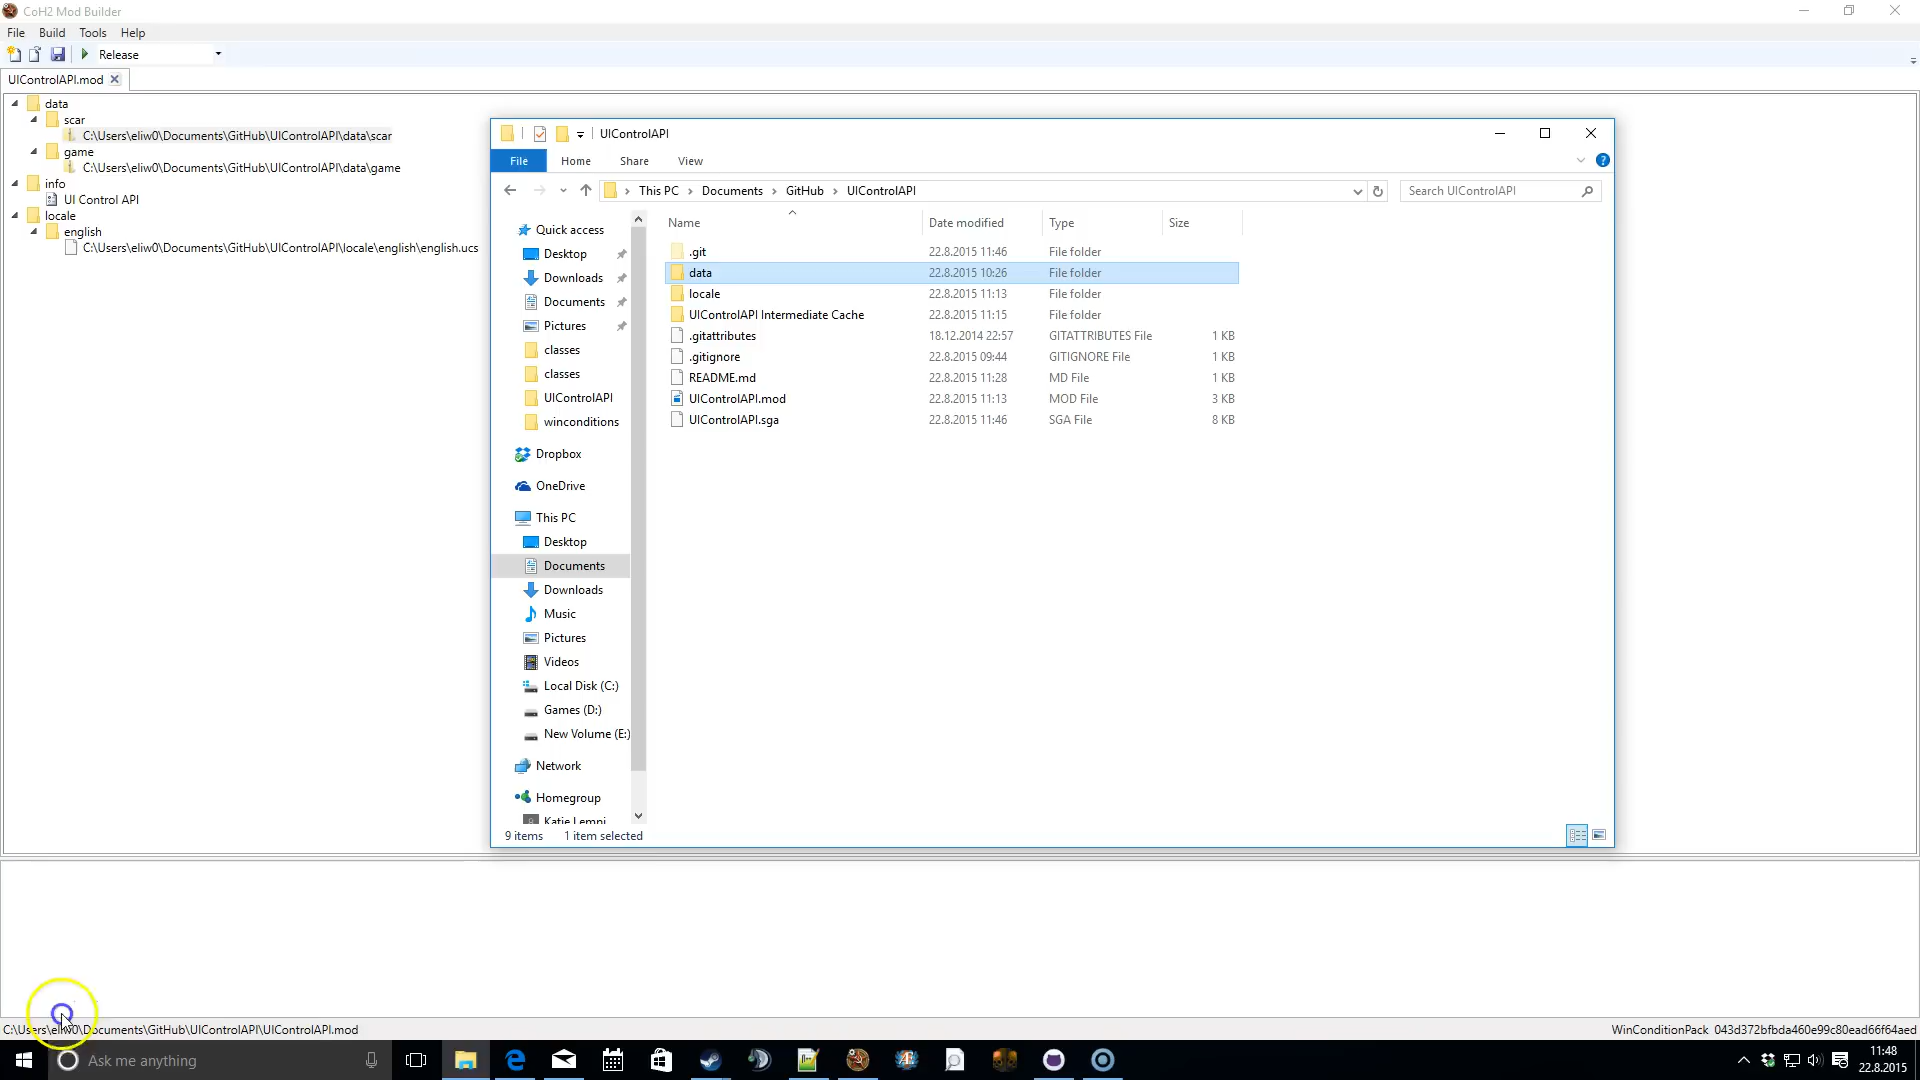 CoH2 Mod Builder
File Build Tools Help
Release
UIControlAPI.mod
data
scar
C:\Users\eliw0\Documents\GitHub\UIControlAPI\data\scar
game
C:\Users\eliw0\Documents\GitHub\UIControlAPI\data\game
info
UI Control API
locale
english
C:\Users\eliw0\Documents\GitHub\UIControlAPI\locale\english\english.ucs
UIControlAPI
File Home Share View
This PC Documents GitHub UIControlAPI
Search UIControlAPI
Name Date modified Type Size
Quick access
Desktop
Downloads
Documents
Pictures
classes
classes
UIControlAPI
winconditions
Dropbox
OneDrive
This PC
Desktop
Documents
Downloads
Music
Pictures
Videos
Local Disk (C:)
Games (D:)
New Volume (E:)
Network
Homegroup
Katie Lemni
.git 22.8.2015 11:46 File folder
data 22.8.2015 10:26 File folder
locale 22.8.2015 11:13 File folder
UIControlAPI Intermediate Cache 22.8.2015 11:15 File folder
.gitattributes 18.12.2014 22:57 GITATTRIBUTES File 1 KB
.gitignore 22.8.2015 09:44 GITIGNORE File 1 KB
README.md 22.8.2015 11:28 MD File 1 KB
UIControlAPI.mod 22.8.2015 11:13 MOD File 3 KB
UIControlAPI.sga 22.8.2015 11:46 SGA File 8 KB
9 items 1 item selected
C:\Users\eliw0\Documents\GitHub\UIControlAPI\UIControlAPI.mod
WinConditionPack 043d372bfbda460e99c80ead66f64aed
Ask me anything
11:48
22.8.2015